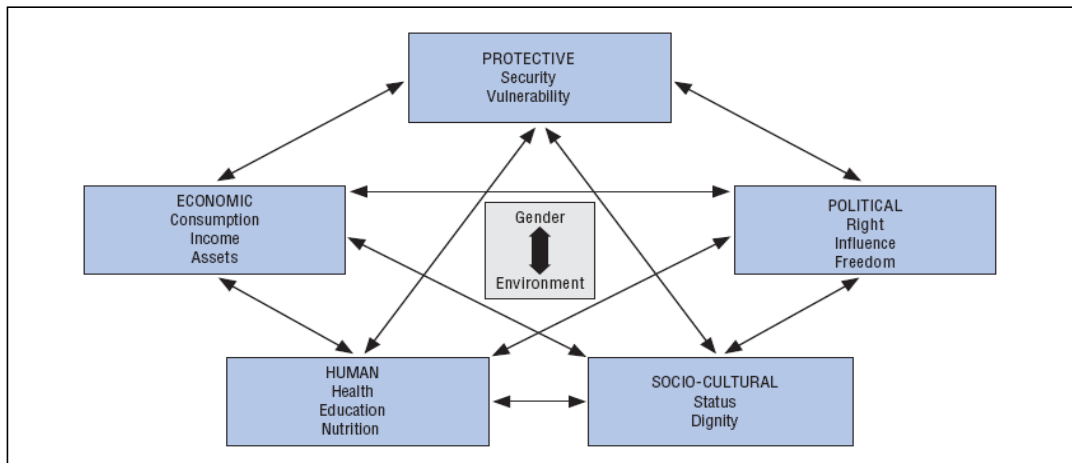 PROTECTIVE
Security
Vulnerability
ECONOMIC
Consumption
Income
Assets
Gender
Environment
POLITICAL
Right
Influence
Freedom
HUMAN
Health
Education
Nutrition
SOCIO-CULTURAL
Status
Dignity